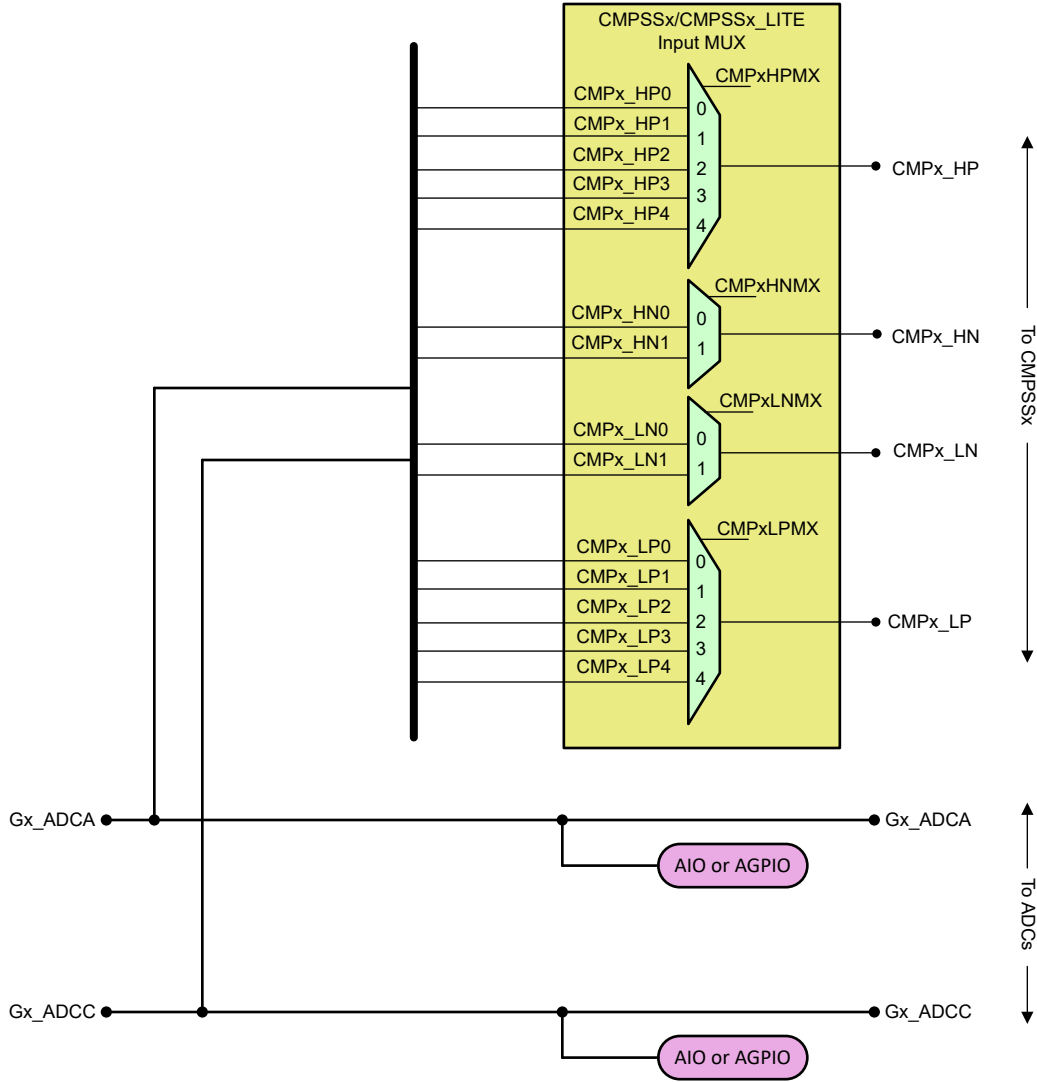 CMPSSx/CMPSSx_LITE
Input MUX
CMPxHPMX
CMPx_HP0
0
CMPx_HP1
1
CMPx_HP2
2
CMPx_HP3
3
CMPx_HP4
4
CMPx_HP
CMPxHNMX
CMPx_HN0
0
CMPx_HN1
1
CMPx_HN
To CMPSSx
CMPxLNMX
CMPx_LN0
0
CMPx_LN1
1
CMPx_LN
CMPxLPMX
CMPx_LP0
0
CMPx_LP1
1
CMPx_LP2
2
CMPx_LP3
3
CMPx_LP4
4
CMPx_LP
Gx_ADCA
Gx_ADCA
AIO or AGPIO
To ADCs
Gx_ADCC
Gx_ADCC
AIO or AGPIO